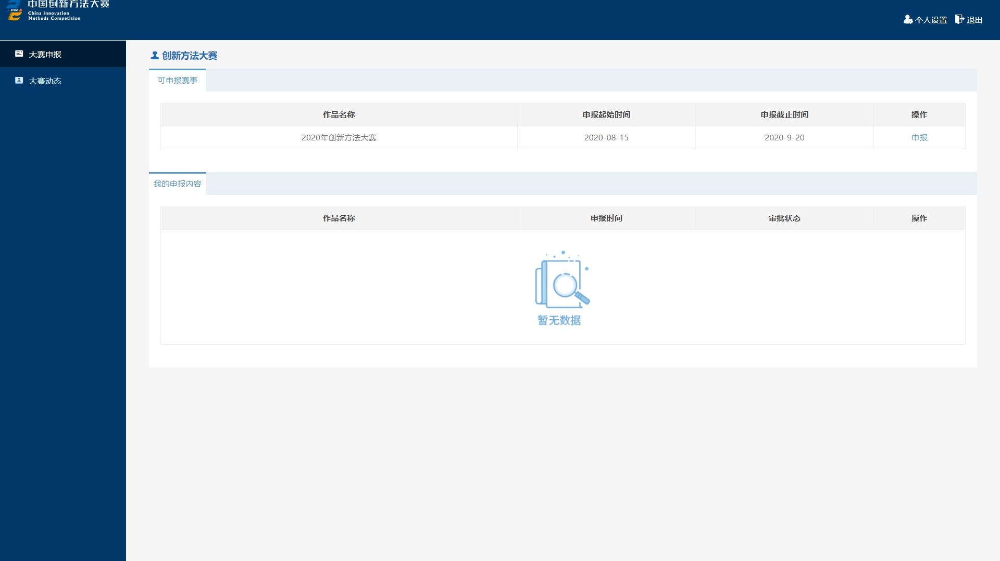 中国创新方法大赛
China Innovation
Methods Competition
CIMC
个人设置
退出
大赛申报
大赛动态
创新方法大赛
可申报赛事
作品名称 申报起始时间 申报截止时间 操作
2020年创新方法大赛 2020-08-15 2020-9-20 申报
我的申报内容
作品名称 申报时间 审批状态 操作
暂无数据